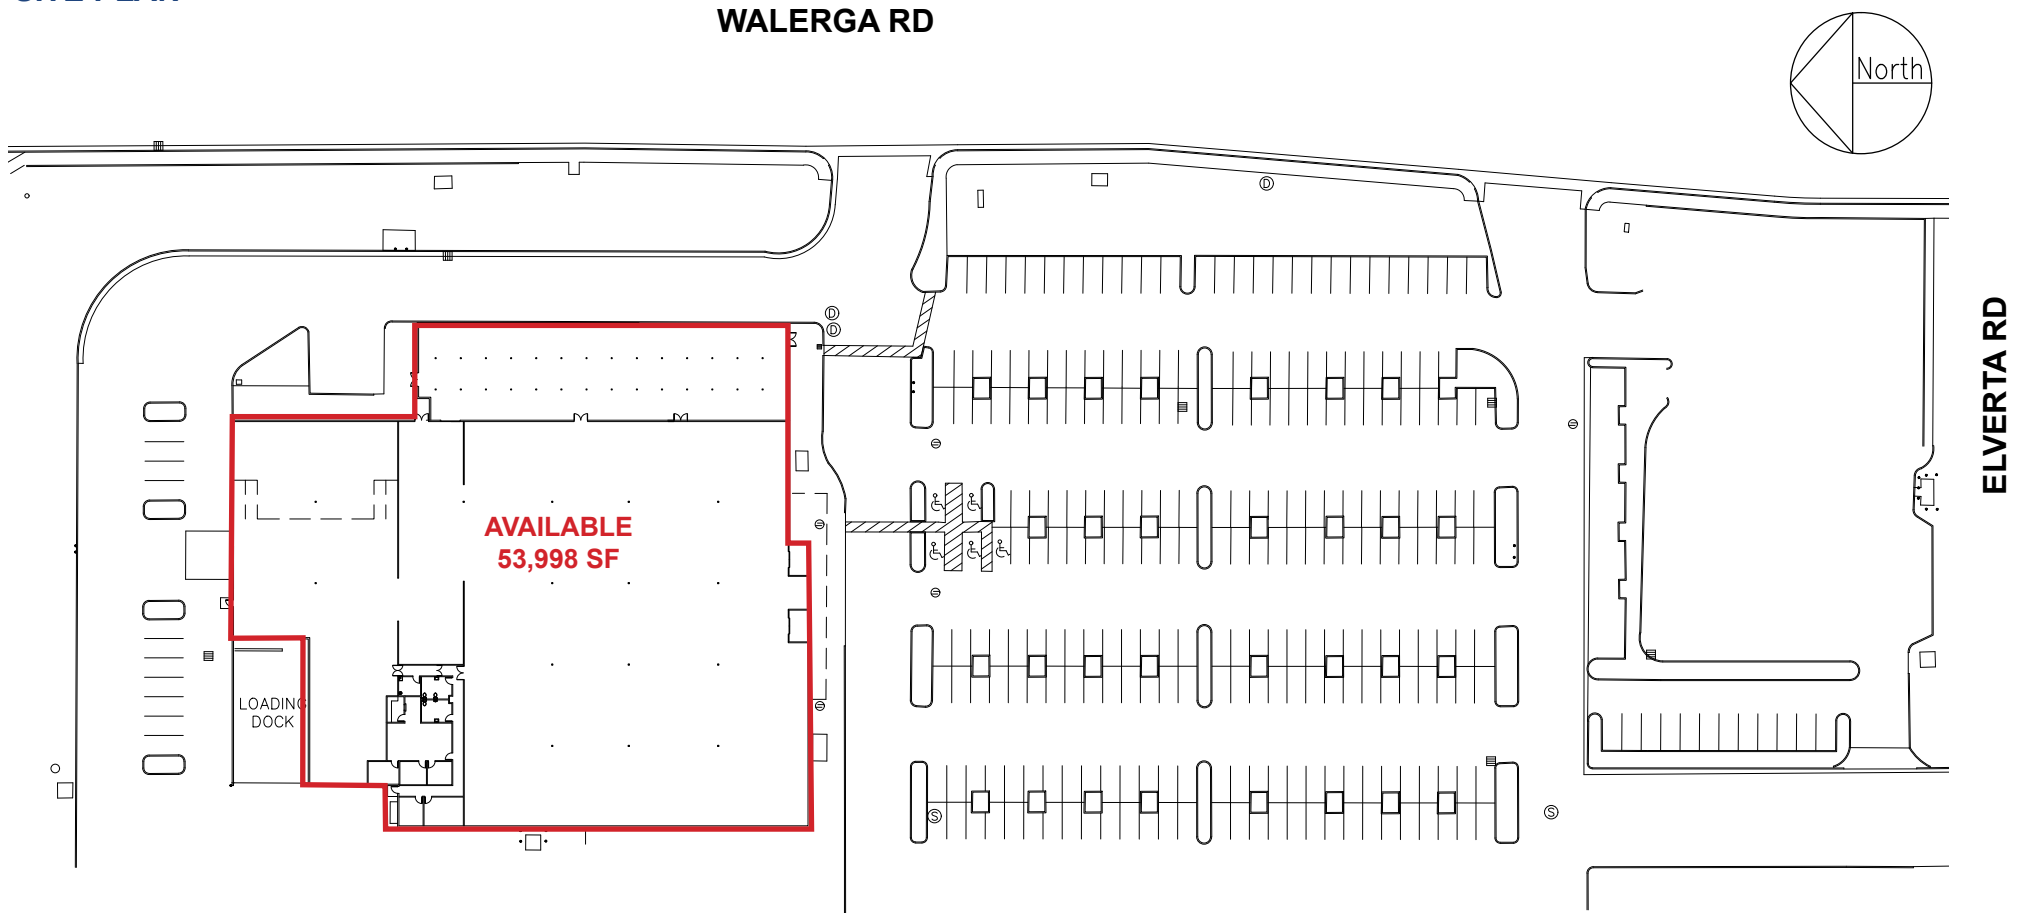 WALERGA RD
North
ELVERTA RD
D
D
D
AVAILABLE
53,998 SF
LOADING
DOCK
S
S